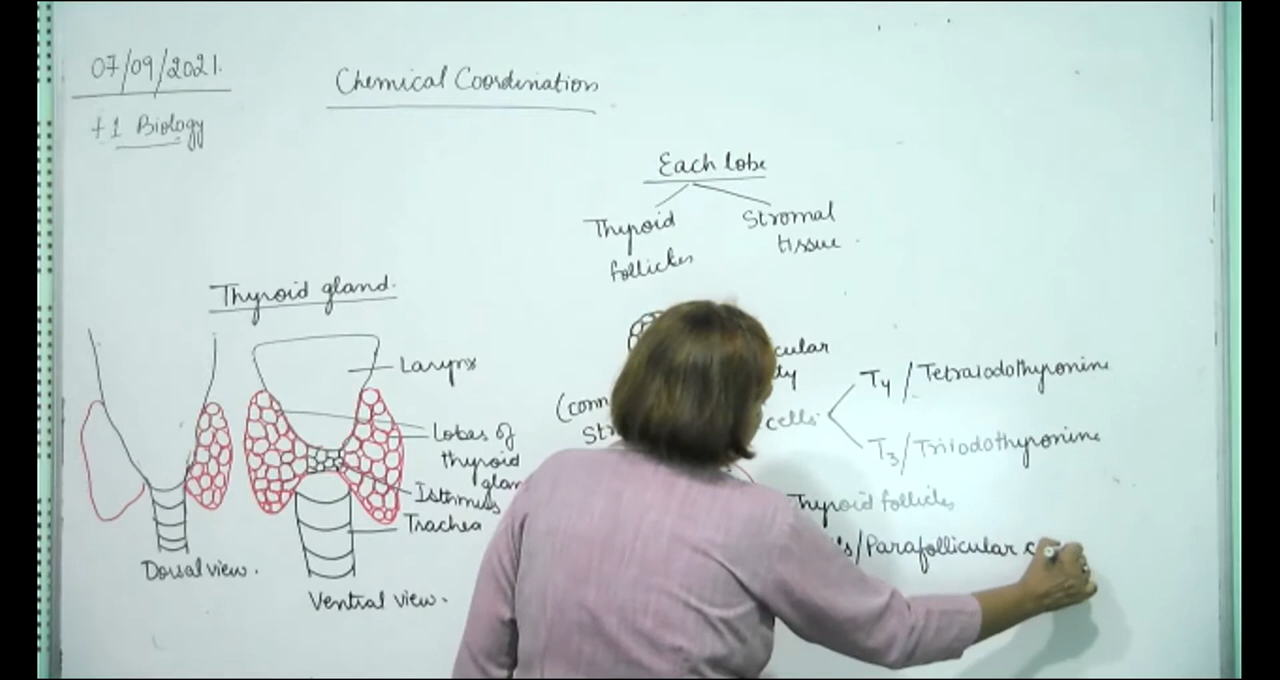 07/09/2021.
+1 Biology
Chemical Coordination
Each lobe
Thyroid
follicles
Stromal
tissue.
Thyroid gland.
Larynx
Lobes of
thyroid
Isthmus
Trachea
Dorsal view.
Ventral view.
cells
T4 / Tetraiodothyronine
T3 / Triiodothyronine
Thyroid follicles
/Parafollicular c